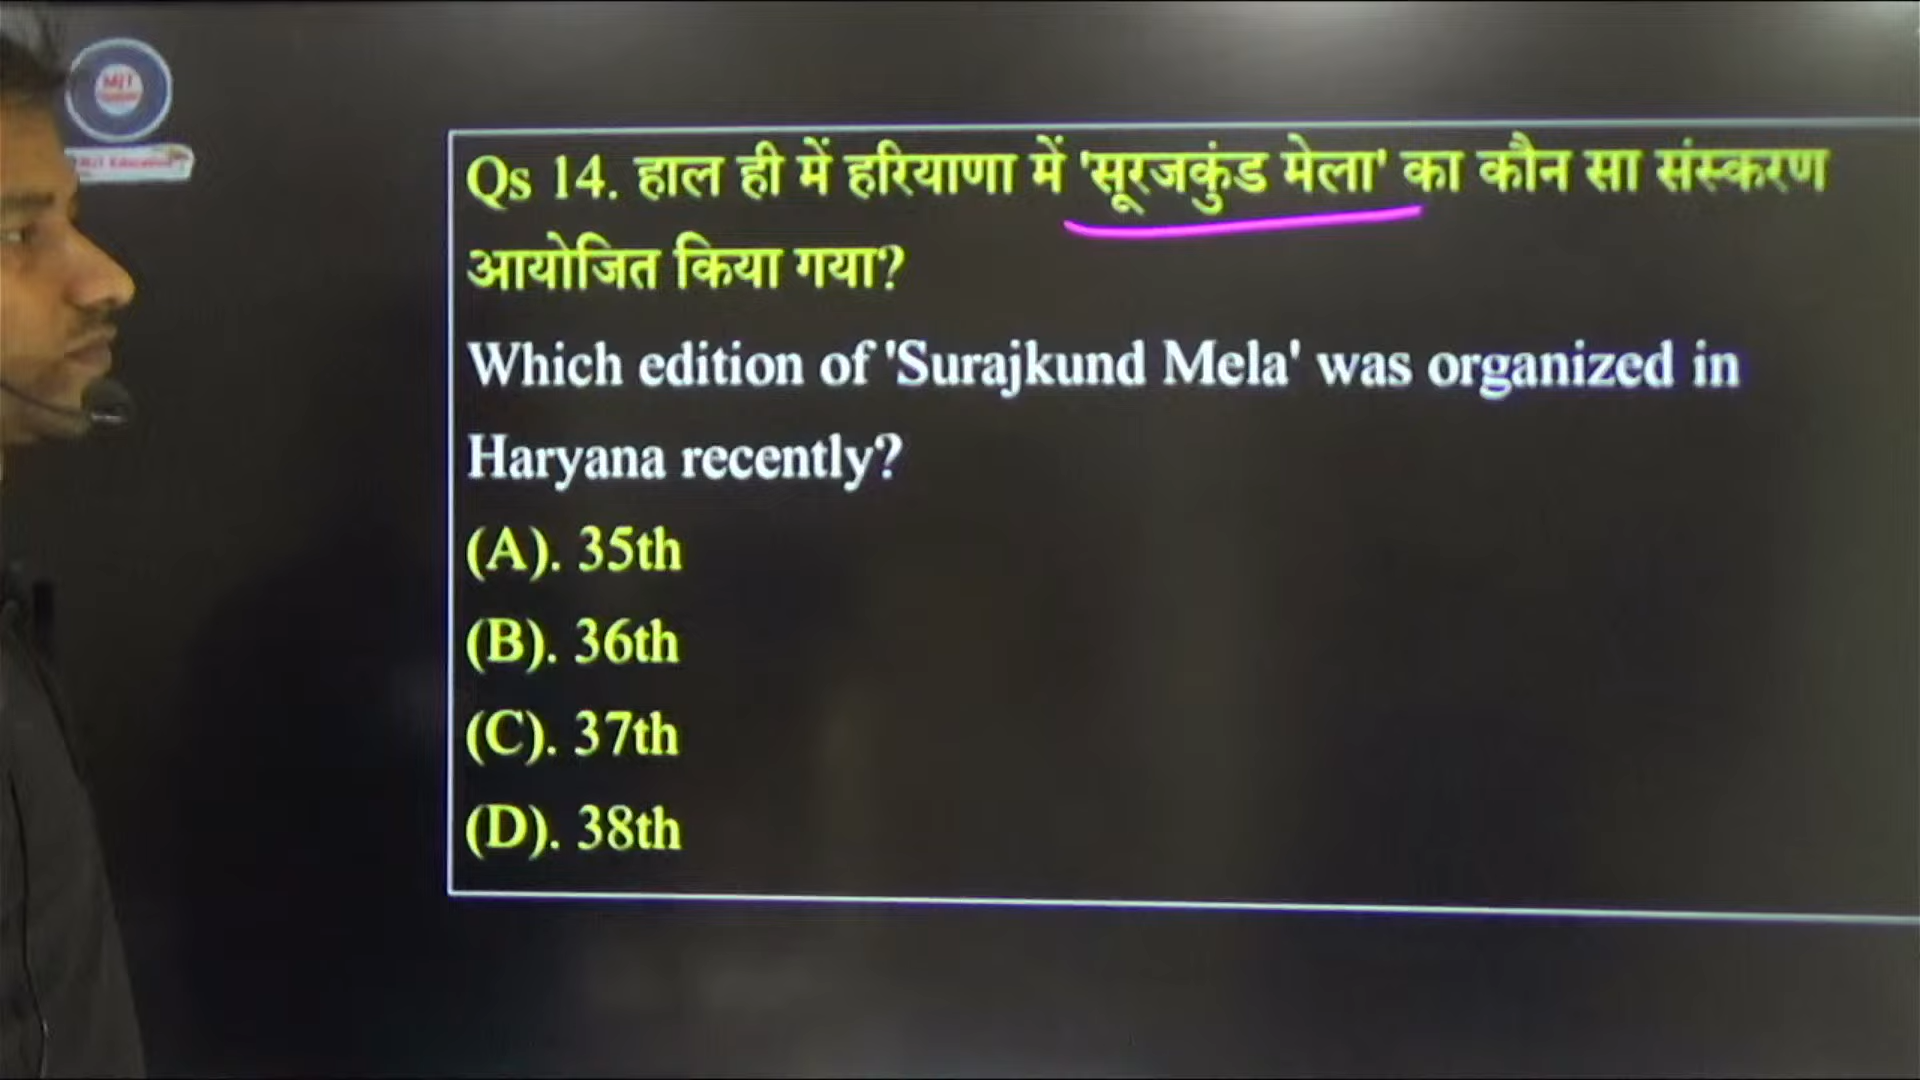 MJT
Qs 14. हाल ही में हरियाणा में 'सूरजकुंड मेला' का कौन सा संस्करण
आयोजित किया गया?
Which edition of 'Surajkund Mela' was organized in
Haryana recently?
(A). 35th
(B). 36th
(C). 37th
(D). 38th